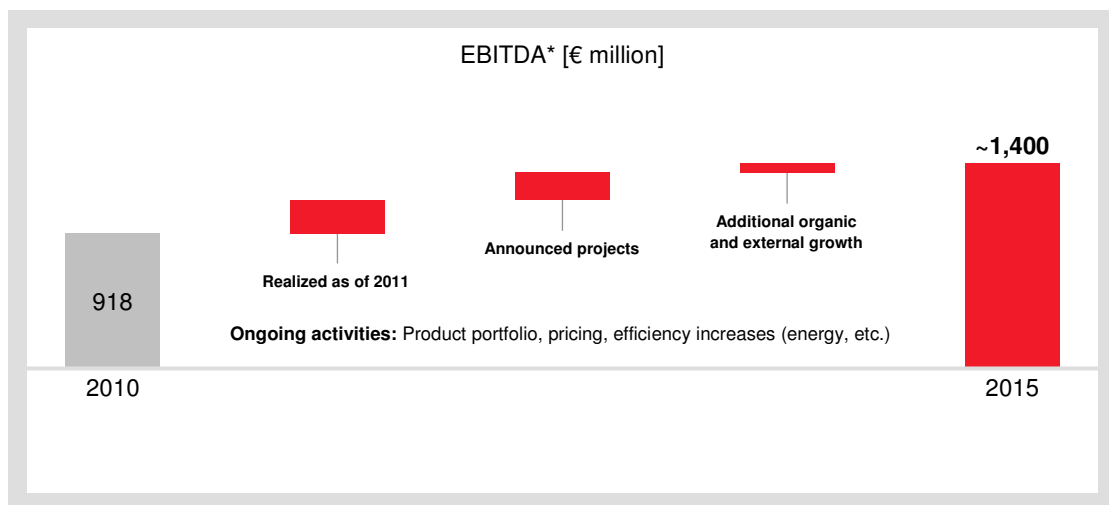 EBITDA* [€ million]
~1,400
Additional organic
and external growth
Announced projects
Realized as of 2011
918
Ongoing activities: Product portfolio, pricing, efficiency increases (energy, etc.)
2010
2015